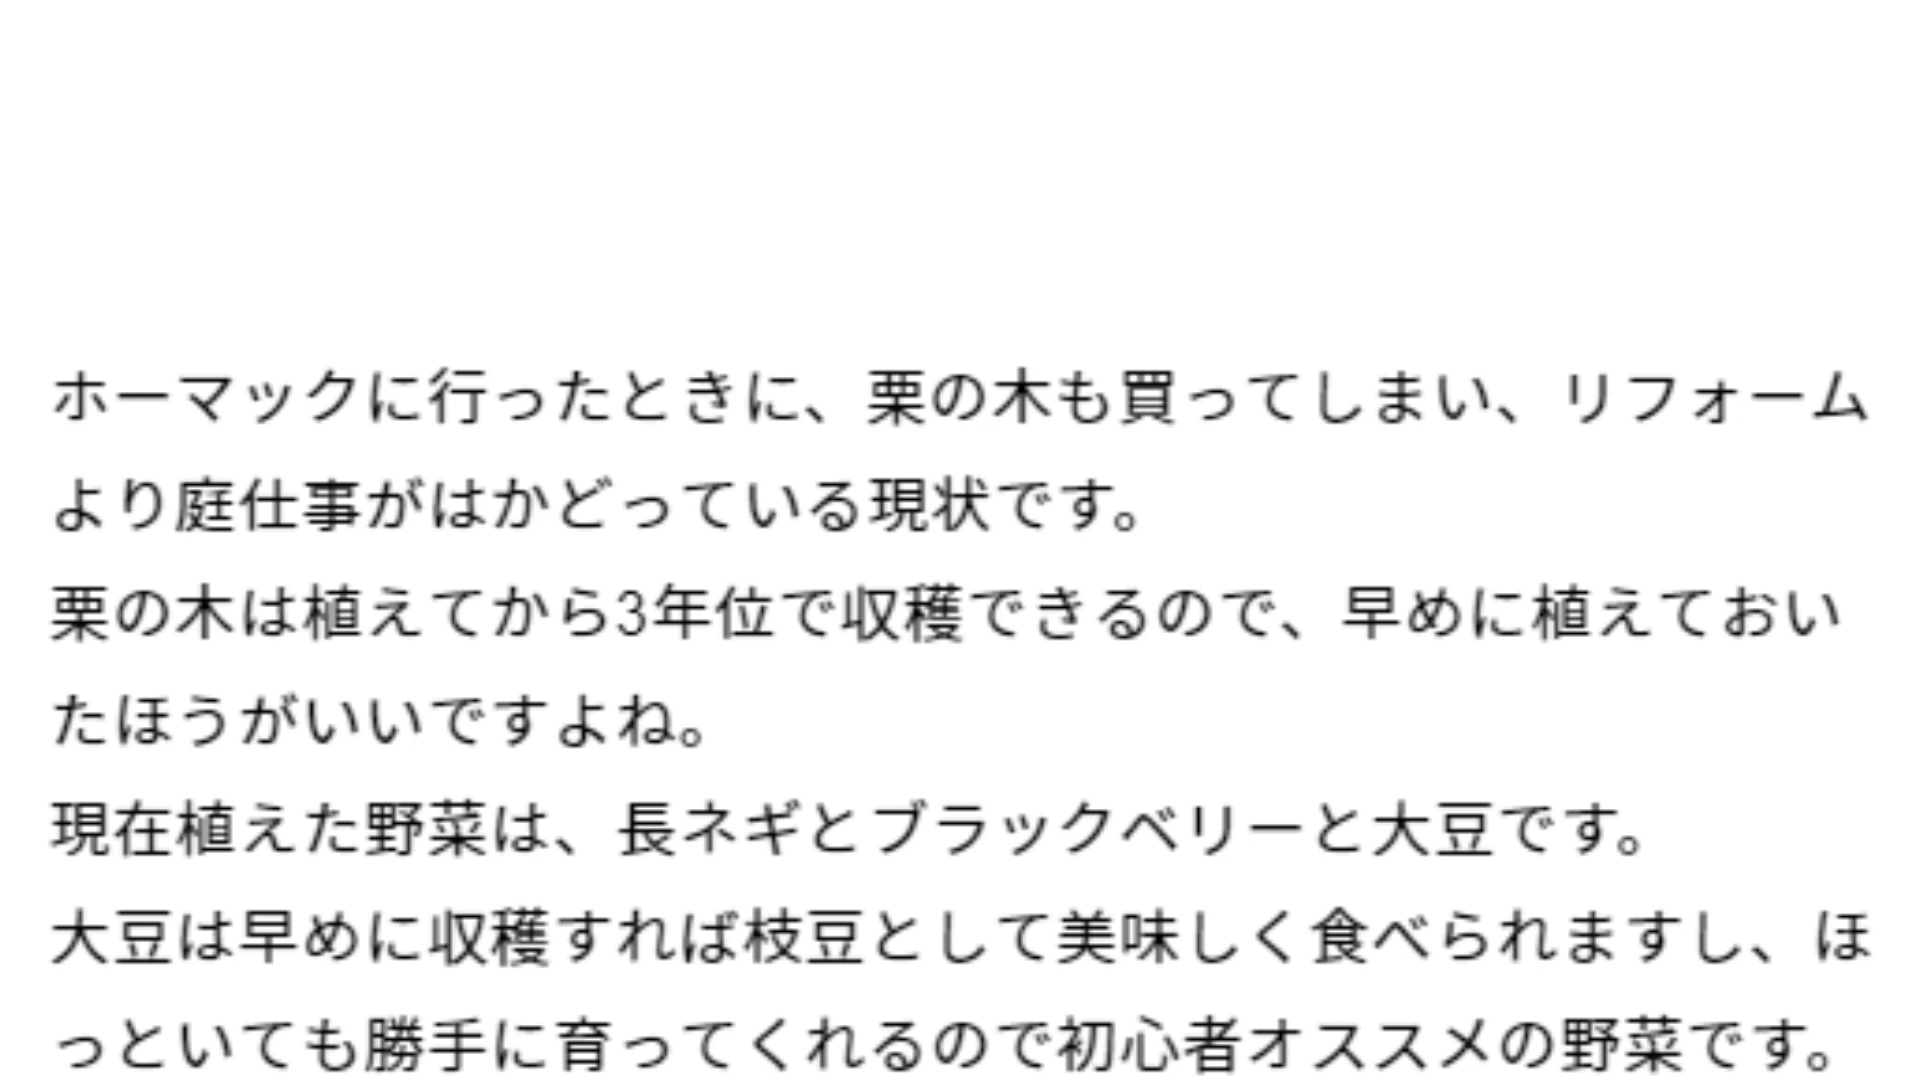 ホーマックに行ったときに、栗の木も買ってしまい、リフォーム
より庭仕事がはかどっている現状です。
栗の木は植えてから3年位で収穫できるので、早めに植えておい
たほうがいいですよね。
現在植えた野菜は、長ネギとブラックベリーと大豆です。
大豆は早めに収穫すれば枝豆として美味しく食べられますし、ほ
っといても勝手に育ってくれるので初心者オススメの野菜です。